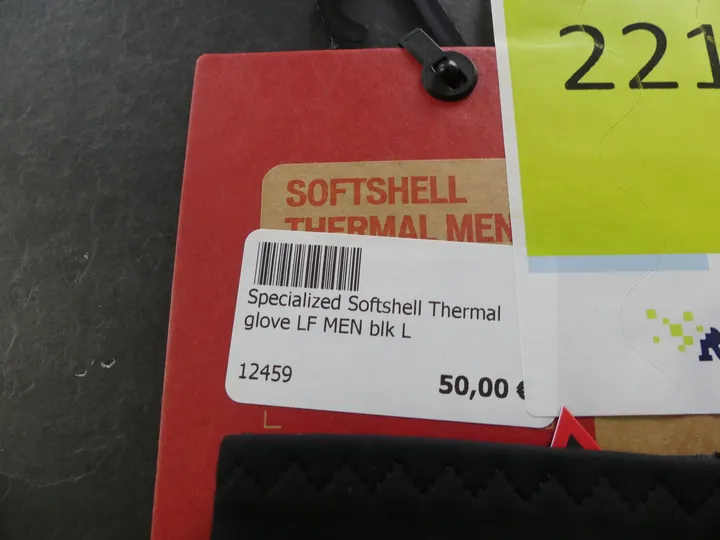 221
SOFTSHELL
THERMAL MEN
Specialized Softshell Thermal
glove LF MEN blk L
12459
50,00 €
L